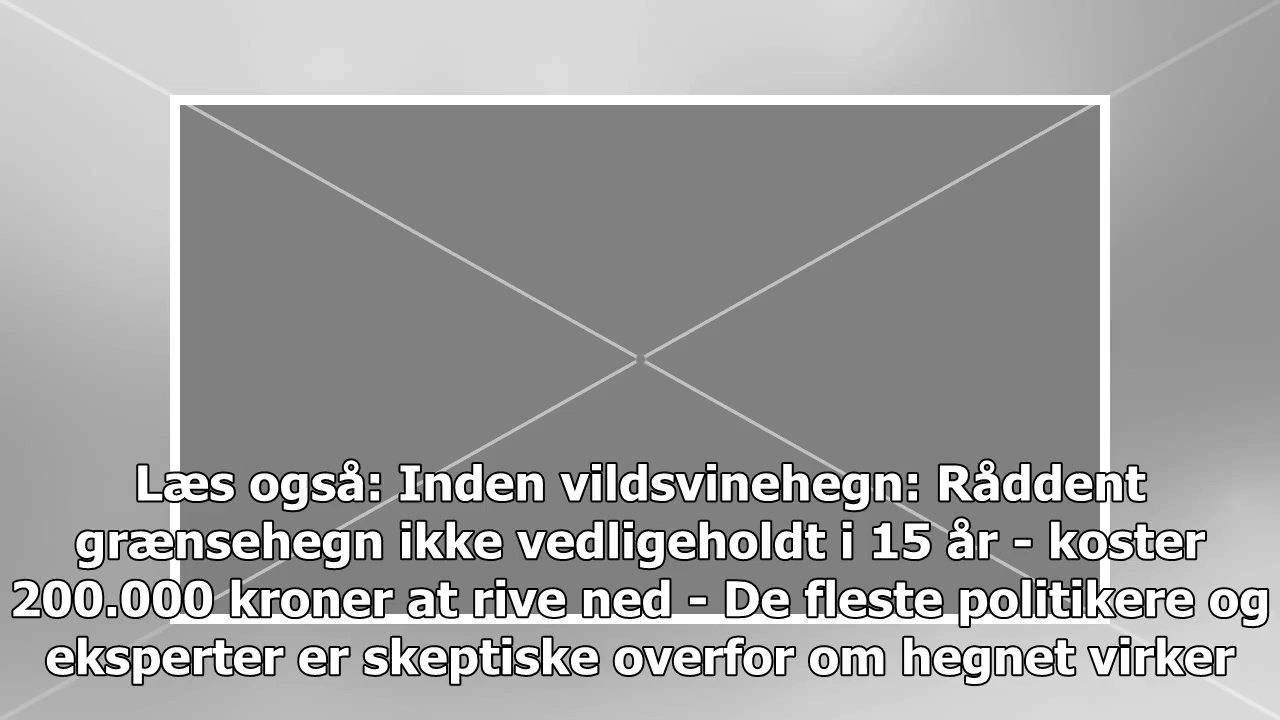 Læs også: Inden vildsvinehegn: Råddent
grænsehegn ikke vedligeholdt i 15 år - koster
200.000 kroner at rive ned - De fleste politikere og
eksperter er skeptiske overfor om hegnet virker